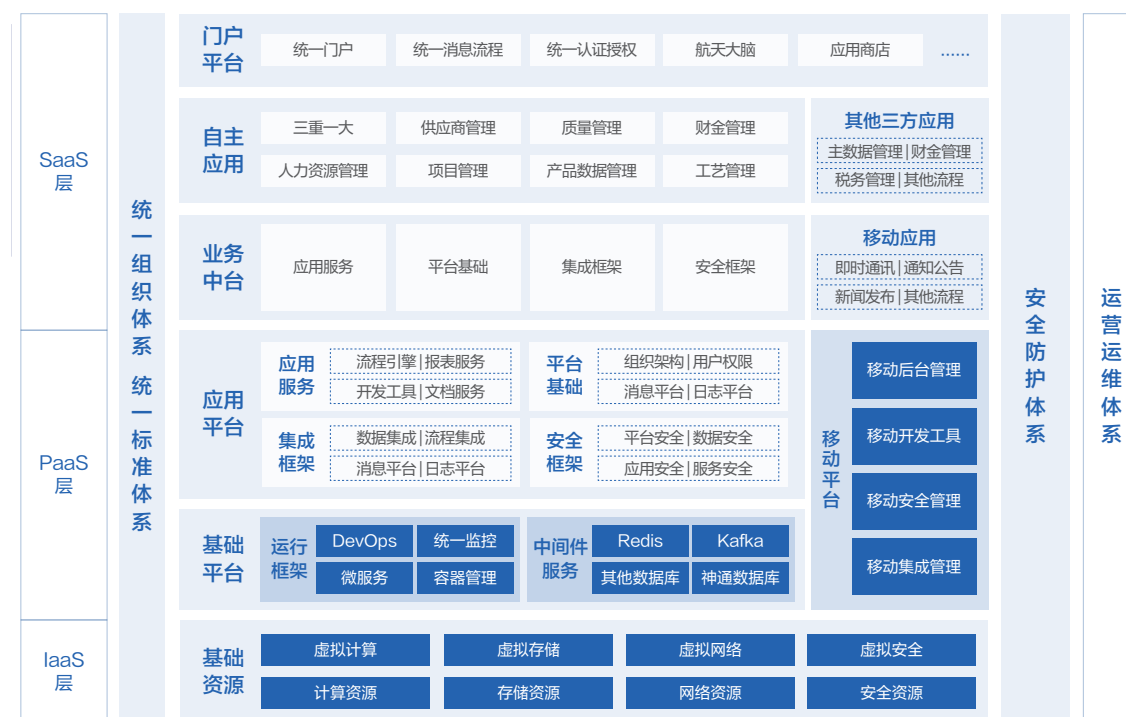 SaaS
层
PaaS
层
IaaS
层
统一组织体系
统一标准体系
门户
平台
统一门户
统一消息流程
统一认证授权
航天大脑
应用商店
......
自主
应用
三重一大
供应商管理
质量管理
财金管理
人力资源管理
项目管理
产品数据管理
工艺管理
其他三方应用
主数据管理|财金管理
税务管理|其他流程
业务
中台
应用服务
平台基础
集成框架
安全框架
移动应用
即时通讯|通知公告
新闻发布|其他流程
应用
平台
应用
服务
流程引擎|报表服务
开发工具|文档服务
平台
基础
组织架构|用户权限
消息平台|日志平台
集成
框架
数据集成|流程集成
消息平台|日志平台
安全
框架
平台安全|数据安全
应用安全|服务安全
移动平台
移动后台管理
移动开发工具
移动安全管理
移动集成管理
基础
平台
运行
框架
DevOps
统一监控
微服务
容器管理
中间件
服务
Redis
Kafka
其他数据库
神通数据库
基础
资源
虚拟计算
虚拟存储
虚拟网络
虚拟安全
计算资源
存储资源
网络资源
安全资源
安全防护体系
运营运维体系